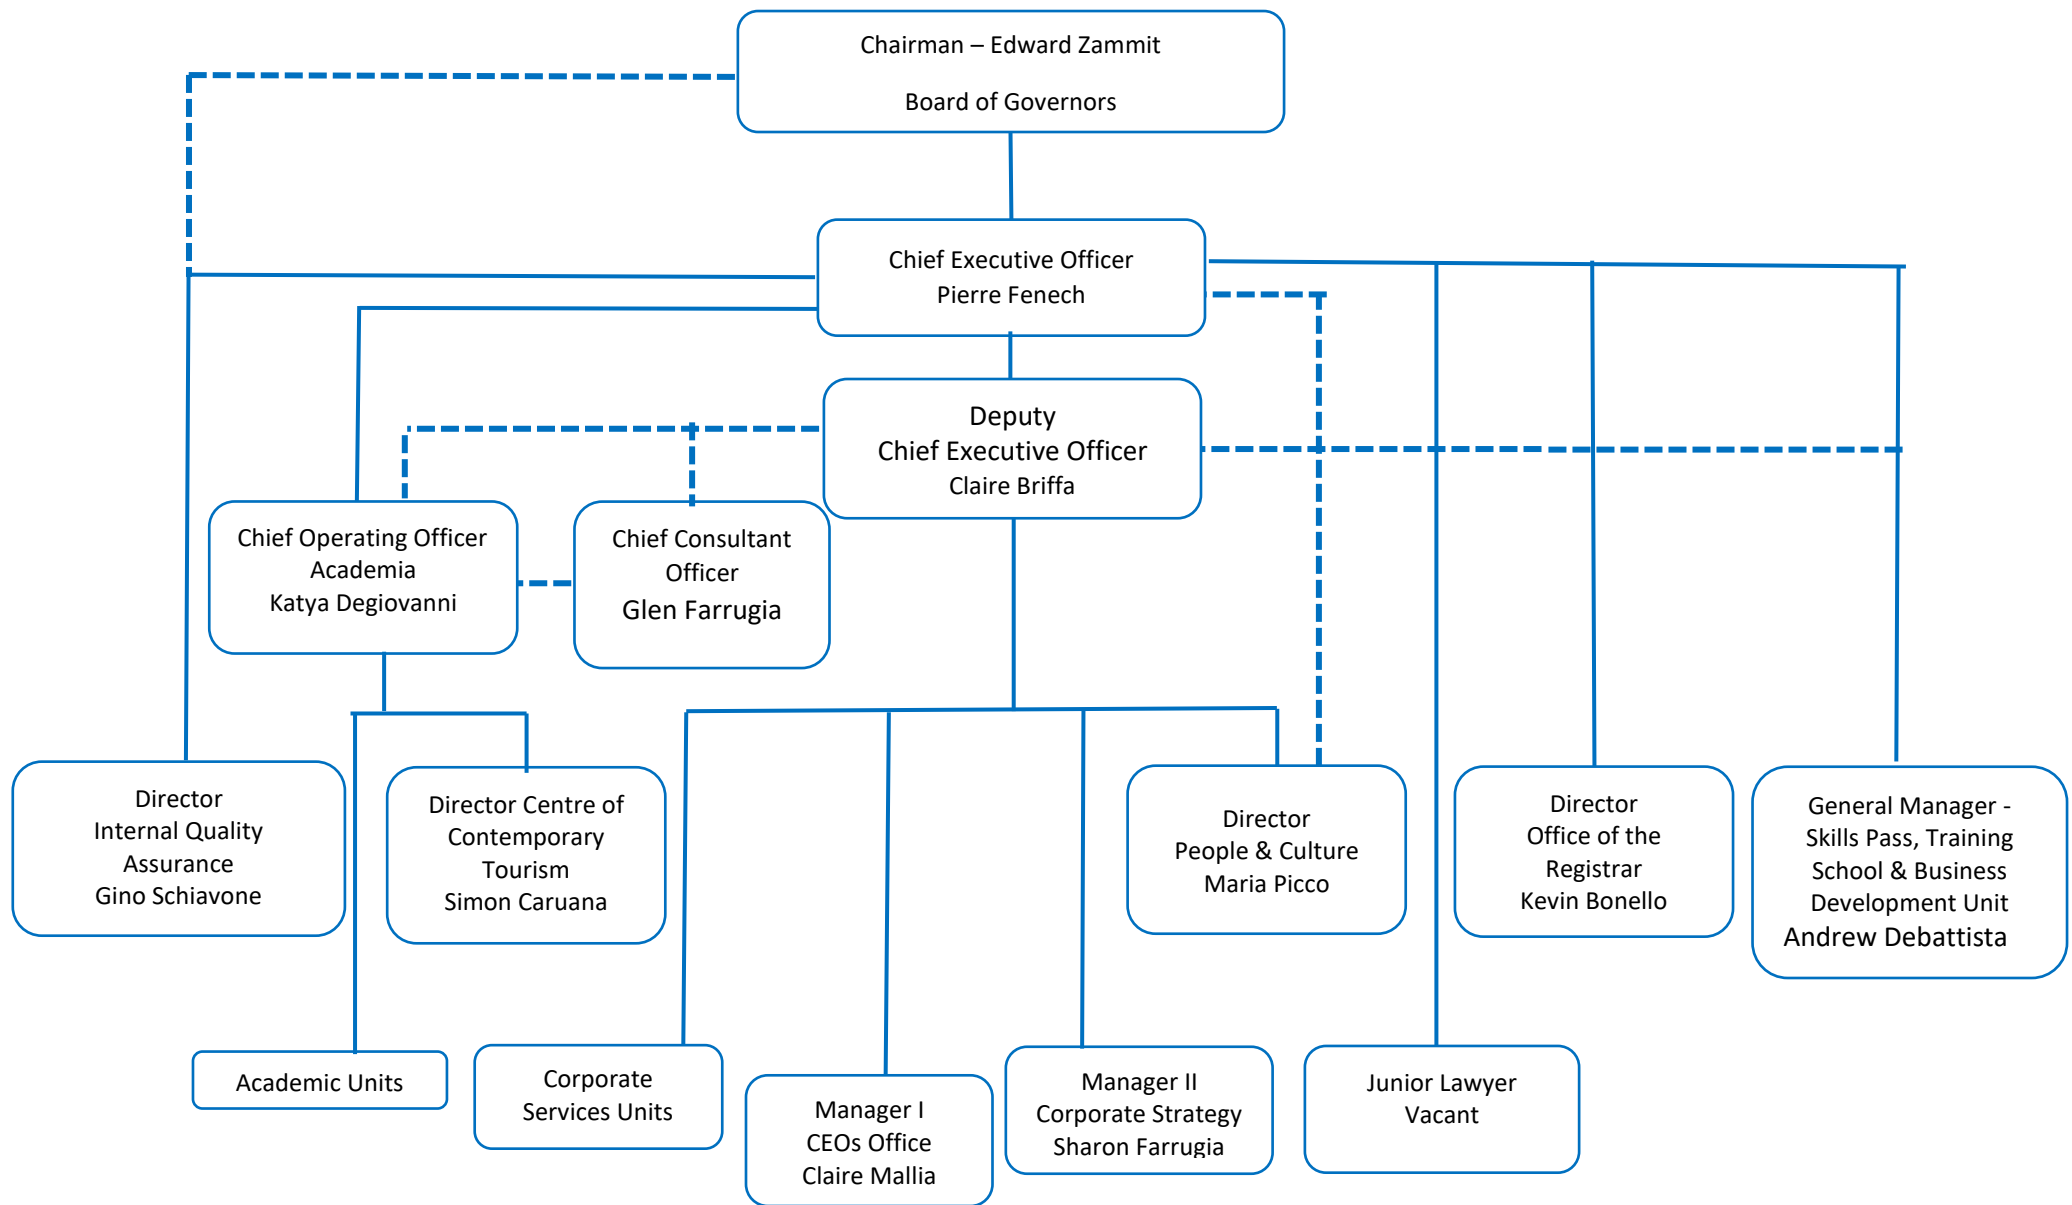 Chairman – Edward Zammit
Board of Governors
Chief Executive Officer
Pierre Fenech
Deputy
Chief Executive Officer
Claire Briffa
Chief Operating Officer
Academia
Katya Degiovanni
Chief Consultant
Officer
Glen Farrugia
Director
Internal Quality
Assurance
Gino Schiavone
Director Centre of
Contemporary
Tourism
Simon Caruana
Director
People & Culture
Maria Picco
Director
Office of the
Registrar
Kevin Bonello
General Manager -
Skills Pass, Training
School & Business
Development Unit
Andrew Debattista
Academic Units
Corporate
Services Units
Manager I
CEOs Office
Claire Mallia
Manager II
Corporate Strategy
Sharon Farrugia
Junior Lawyer
Vacant